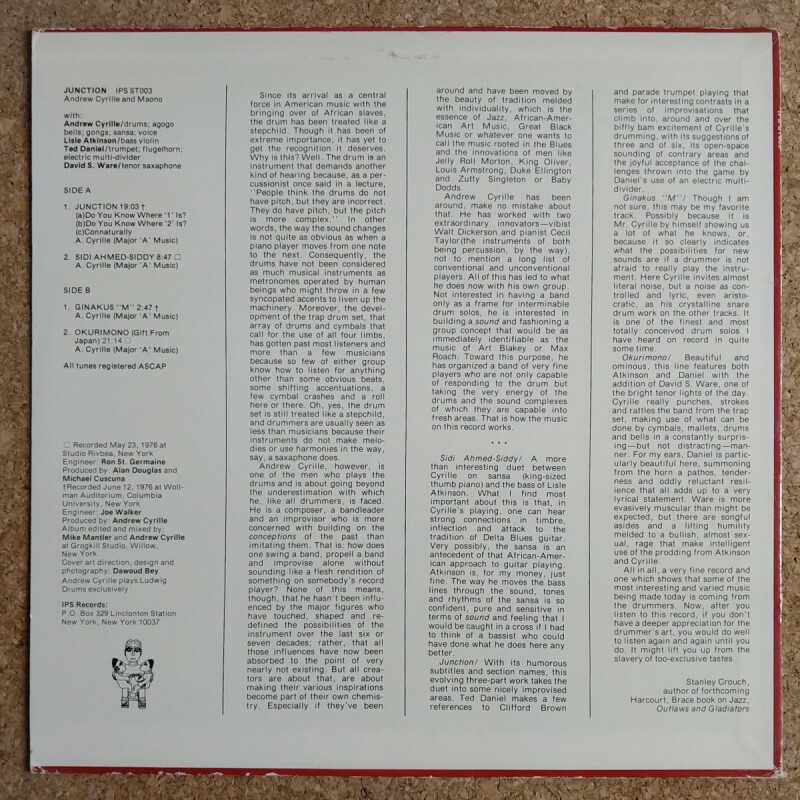 JUNCTION IPS ST003
Andrew Cyrille and Maono
with:
Andrew Cyrille/drums; agogo
bells; gongs; sansa; voice
Lisle Atkinson/bass violin
Ted Daniel/trumpet; flugelhorn;
electric multi-divider
David S. Ware/tenor saxophone
SIDE A
1. JUNCTION 19:03 †
(a)Do You Know Where '1' Is?
(b)Do You Know Where '2' Is?
(c)Connaturally
A. Cyrille (Major 'A' Music)
2. SIDI AHMED-SIDDY 8:47 □
A. Cyrille (Major 'A' Music)
SIDE B
1. GINAKUS "M" 2:47 †
A. Cyrille (Major 'A' Music)
2. OKURIMONO (Gift From
Japan) 21:14 □
A. Cyrille (Major 'A' Music)
All tunes registered ASCAP
□ Recorded May 23, 1976 at
Studio Rivbea, New York
Engineer: Ron St. Germaine
Produced by: Alan Douglas and
Michael Cuscuna
†Recorded June 12, 1976 at Woll-
man Auditorium, Columbia
University, New York
Engineer: Joe Walker
Produced by: Andrew Cyrille
Album edited and mixed by:
Mike Mantler and Andrew Cyrille
at Grogkill Studio, Willow,
New York
Cover art direction, design and
photography: Dawoud Bey
Andrew Cyrille plays Ludwig
Drums exclusively
IPS Records:
P.O. Box 329 Linclonton Station
New York, New York 10037
Since its arrival as a central
force in American music with the
bringing over of African slaves,
the drum has been treated like a
stepchild. Though it has been of
extreme importance, it has yet to
get the recognition it deserves.
Why is this? Well. The drum is an
instrument that demands another
kind of hearing because, as a per-
cussionist once said in a lecture,
"People think the drums do not
have pitch, but they are incorrect.
They do have pitch, but the pitch
is more complex." In other
words, the way the sound changes
is not quite as obvious as when a
piano player moves from one note
to the next. Consequently, the
drums have not been considered
as much musical instruments as
metronomes operated by human
beings who might throw in a few
syncopated accents to liven up the
machinery. Moreover, the devel-
opment of the trap drum set, that
array of drums and cymbals that
call for the use of all four limbs,
has gotten past most listeners and
more than a few musicians
because so few of either group
know how to listen for anything
other than some obvious beats,
some shifting accentuations, a
few cymbal crashes and a roll
here or there. Oh, yes, the drum
set is still treated like a stepchild,
and drummers are usually seen as
less than musicians because their
instruments do not make melo-
dies or use harmonies in the way,
say, a saxophone does.
Andrew Cyrille, however, is
one of the men who plays the
drums and is about going beyond
the underestimation with which
he, like all drummers, is faced.
He is a composer, a bandleader
and an improvisor who is more
concerned with building on the
conceptions of the past than
imitating them. That is: how does
one swing a band, propell a band
and improvise alone without
sounding like a flesh rendition of
something on somebody's record
player? None of this means,
though, that he hasn't been influ-
enced by the major figures who
have touched, shaped and re-
defined the possibilities of the
instrument over the last six or
seven decades; rather, that all
those influences have now been
absorbed to the point of very
nearly not existing. But all crea-
tors are about that, are about
making their various inspirations
become part of their own chemis-
try. Especially if they've been
around and have been moved by
the beauty of tradition melded
with individuality, which is the
essence of Jazz, African-Amer-
ican Art Music, Great Black
Music or whatever one wants to
call the music rooted in the Blues
and the innovations of men like
Jelly Roll Morton, King Oliver,
Louis Armstrong, Duke Ellington
and Zutty Singleton or Baby
Dodds.
Andrew Cyrille has been
around, make no mistake about
that. He has worked with two
extraordinary innovators—vibist
Walt Dickerson and pianist Cecil
Taylor(the instruments of both
being percussion, by the way),
not to mention a long list of
conventional and unconventional
players. All of this has led to what
he does now with his own group.
Not interested in having a band
only as a frame for interminable
drum solos, he is interested in
building a sound and fashioning a
group concept that would be as
immediately identifiable as the
music of Art Blakey or Max
Roach. Toward this purpose, he
has organized a band of very fine
players who are not only capable
of responding to the drum but
taking the very energy of the
drums and the sound complexes
of which they are capable into
fresh areas. That is how the music
on this record works.
• • •
Sidi Ahmed-Siddy/ A more
than interesting duet between
Cyrille on sansa (king-sized
thumb piano) and the bass of Lisle
Atkinson. What I find most
important about this is that, in
Cyrille's playing, one can hear
strong connections in timbre,
inflection and attack to the
tradition of Delta Blues guitar.
Very possibly, the sansa is an
antecedent of that African-Amer-
ican approach to guitar playing.
Atkinson is, for my money, just
fine. The way he moves the bass
lines through the sound, tones
and rhythms of the sansa is so
confident, pure and sensitive in
terms of sound and feeling that I
would be caught in a cross if I had
to think of a bassist who could
have done what he does here any
better.
Junction/ With its humorous
subtitles and section names, this
evolving three-part work takes the
duet into some nicely improvised
areas. Ted Daniel makes a few
references to Clifford Brown
and parade trumpet playing that
make for interesting contrasts in a
series of improvisations that
climb into, around and over the
biffly bam excitement of Cyrille's
drumming, with its suggestions of
three and of six, its open-space
sounding of contrary areas and
the joyful acceptance of the chal-
lenges thrown into the game by
Daniel's use of an electric multi-
divider.
Ginakus "M"/ Though I am
not sure, this may be my favorite
track. Possibly because it is
Mr. Cyrille by himself showing us
a lot of what he knows, or,
because it so clearly indicates
what the possibilities for new
sounds are if a drummer is not
afraid to really play the instru-
ment. Here Cyrille invites almost
literal noise, but a noise as con-
trolled and lyric, even aristo-
cratic, as his crystalline snare
drum work on the other tracks. It
is one of the finest and most
totally conceived drum solos I
have heard on record in quite
some time.
Okurimono/ Beautiful and
ominous, this line features both
Atkinson and Daniel with the
addition of David S. Ware, one of
the bright tenor lights of the day.
Cyrille really punches, strokes
and rattles the band from the trap
set, making use of what can be
done by cymbals, mallets, drums
and bells in a constantly surpris-
ing—but not distracting—man-
ner. For my ears, Daniel is partic-
ularly beautiful here, summoning
from the horn a pathos, tender-
ness and oddly reluctant resil-
ience that all adds up to a very
lyrical statement. Ware is more
evasively muscular than might be
expected, but there are songful
asides and a lilting humility
melded to a bullish, almost sex-
ual, rage that make intelligent
use of the prodding from Atkinson
and Cyrille.
All in all, a very fine record and
one which shows that some of the
most interesting and varied music
being made today is coming from
the drummers. Now, after you
listen to this record, if you don't
have a deeper appreciation for the
drummer's art, you would do well
to listen again and again until you
do. It might lift you up from the
slavery of too-exclusive tastes.
Stanley Crouch,
author of forthcoming
Harcourt, Brace book on Jazz,
Outlaws and Gladiators